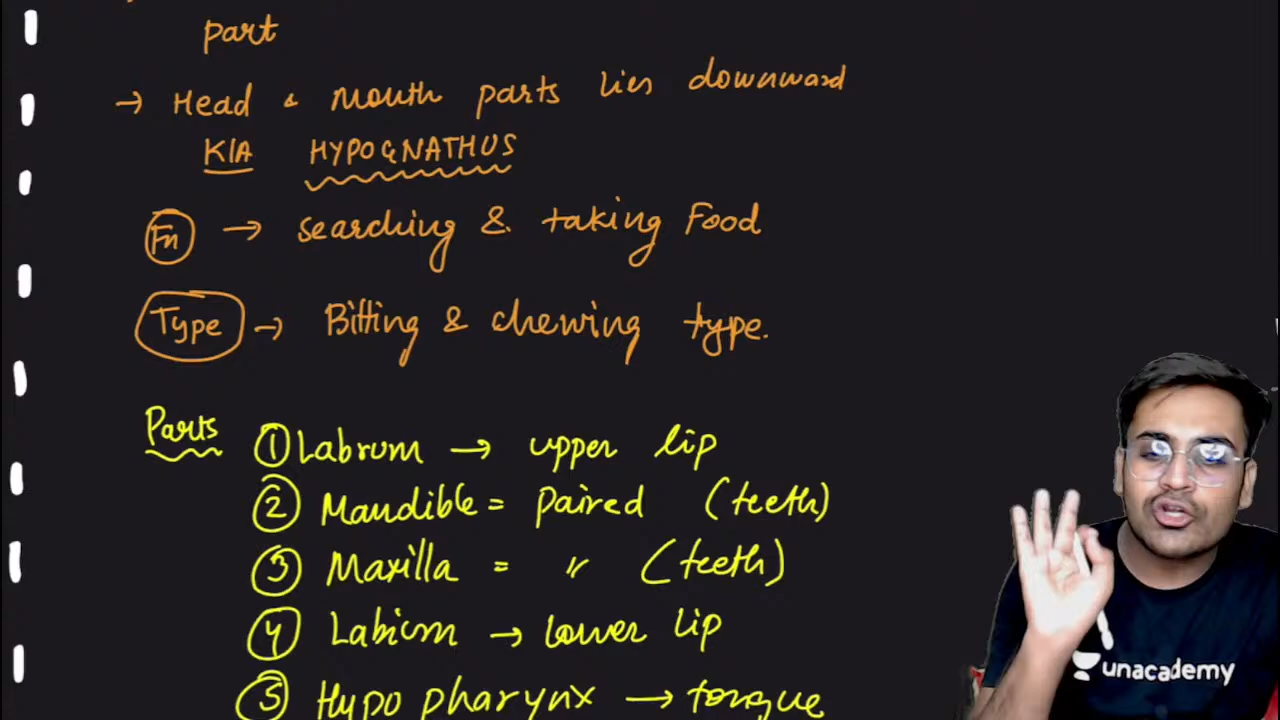 part
→ Head & Mouth parts lies downward
KIA HYPOGNATHUS
Fn → searching & taking Food
Type → Bitting & chewing type.
Parts ① Labrum → upper lip
② Mandible = paired (teeth)
③ Maxilla = 〃 (teeth)
④ Labium → lower lip
⑤ Hypo pharynx → tongue
unacademy